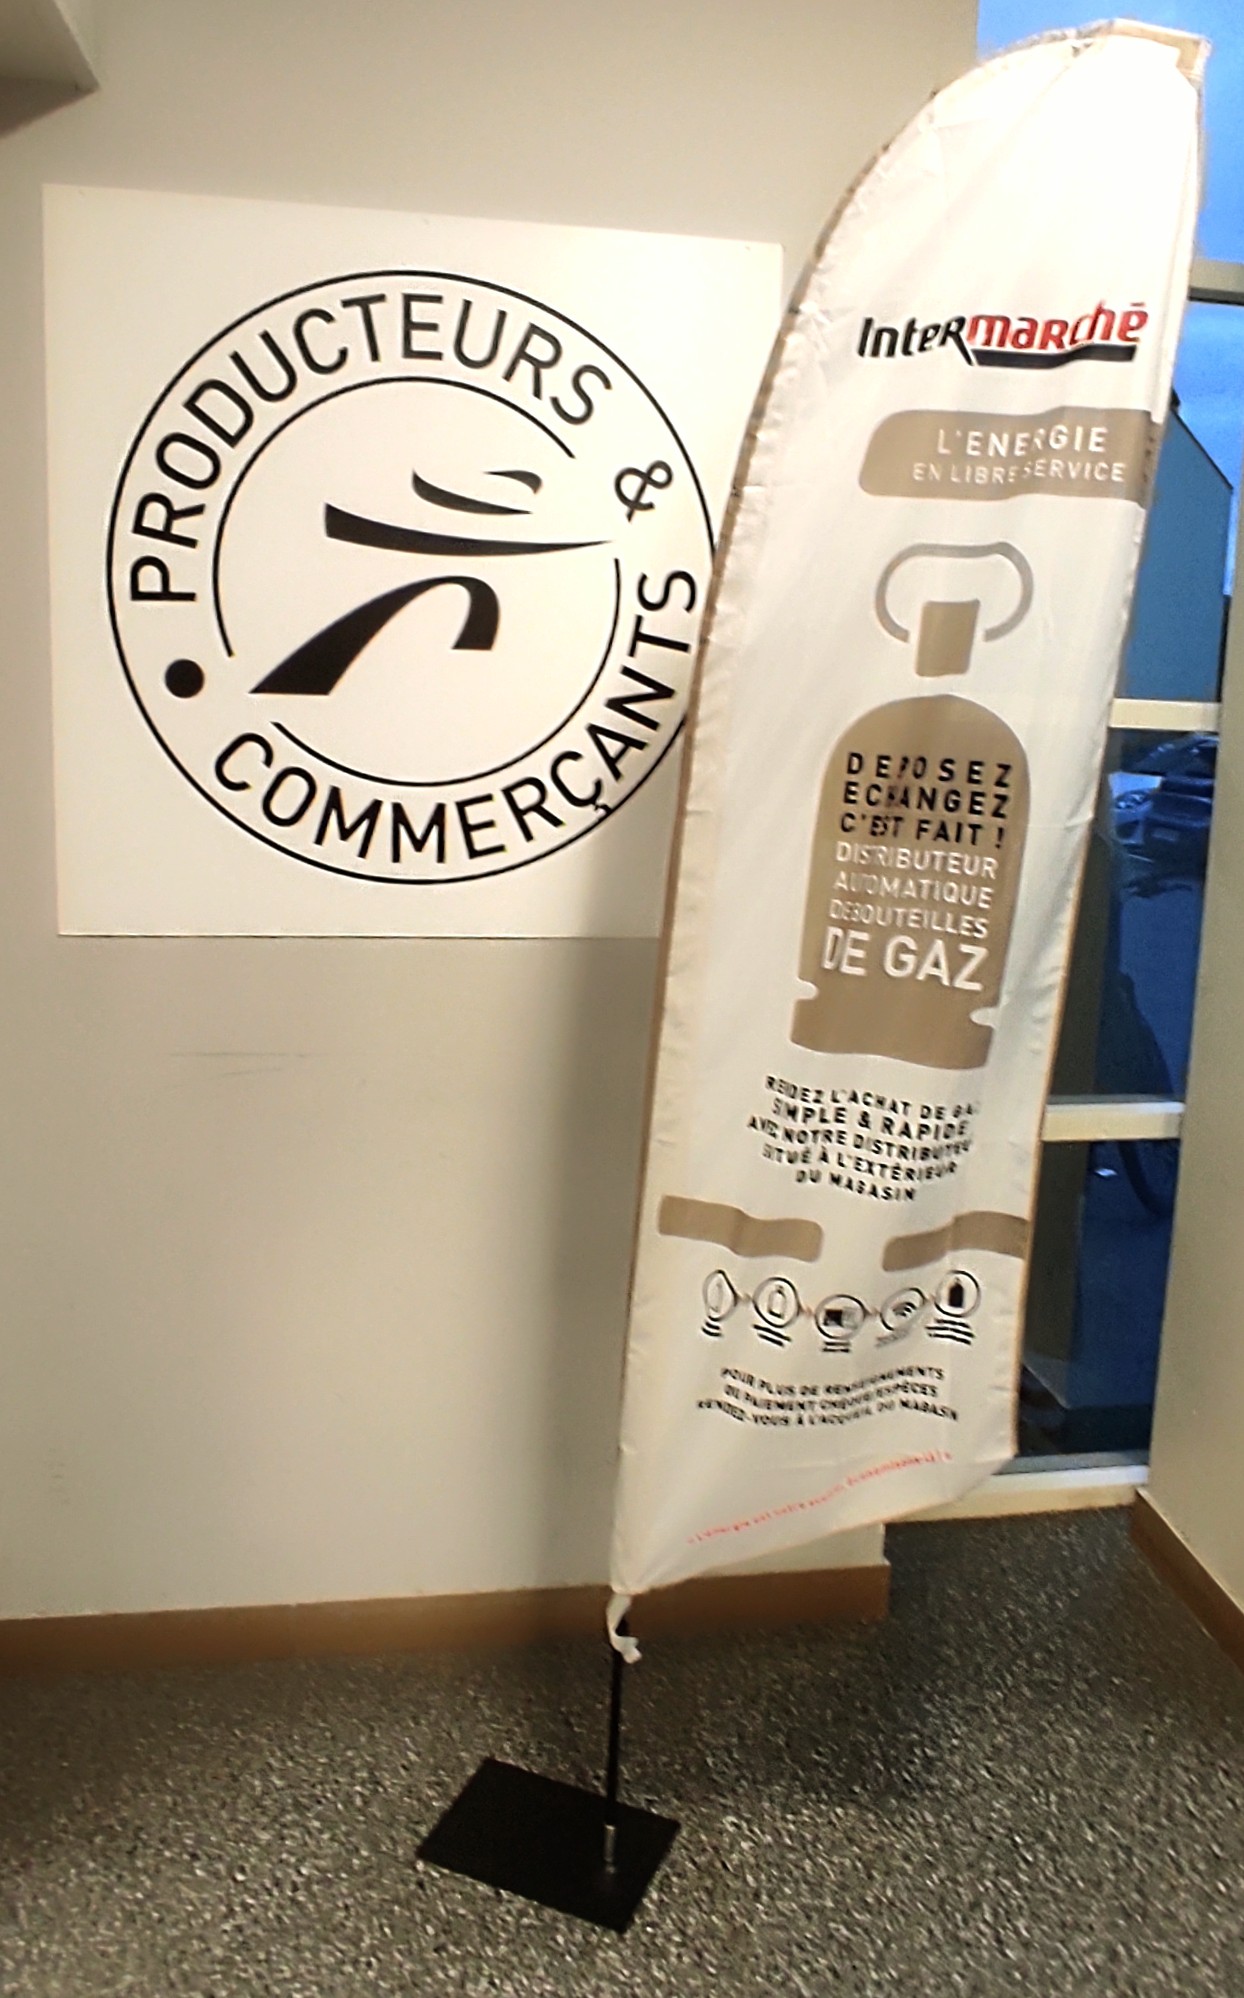 PRODUCTEURS & COMMERÇANTS •
InterMarché
L'ENERGIE
EN LIBRE SERVICE
DEPOSEZ
ECHANGEZ
C'EST FAIT !
DISTRIBUTEUR
AUTOMATIQUE
DE BOUTEILLES
DE GAZ
RENDEZ L'ACHAT DE GAZ
SIMPLE & RAPIDE
AVEC NOTRE DISTRIBUTEUR
SITUÉ À L'EXTÉRIEUR
DU MAGASIN
POUR PLUS DE RENSEIGNEMENTS
OU PAIEMENT CHÈQUE/ESPÈCES
RENDEZ-VOUS À L'ACCUEIL DU MAGASIN